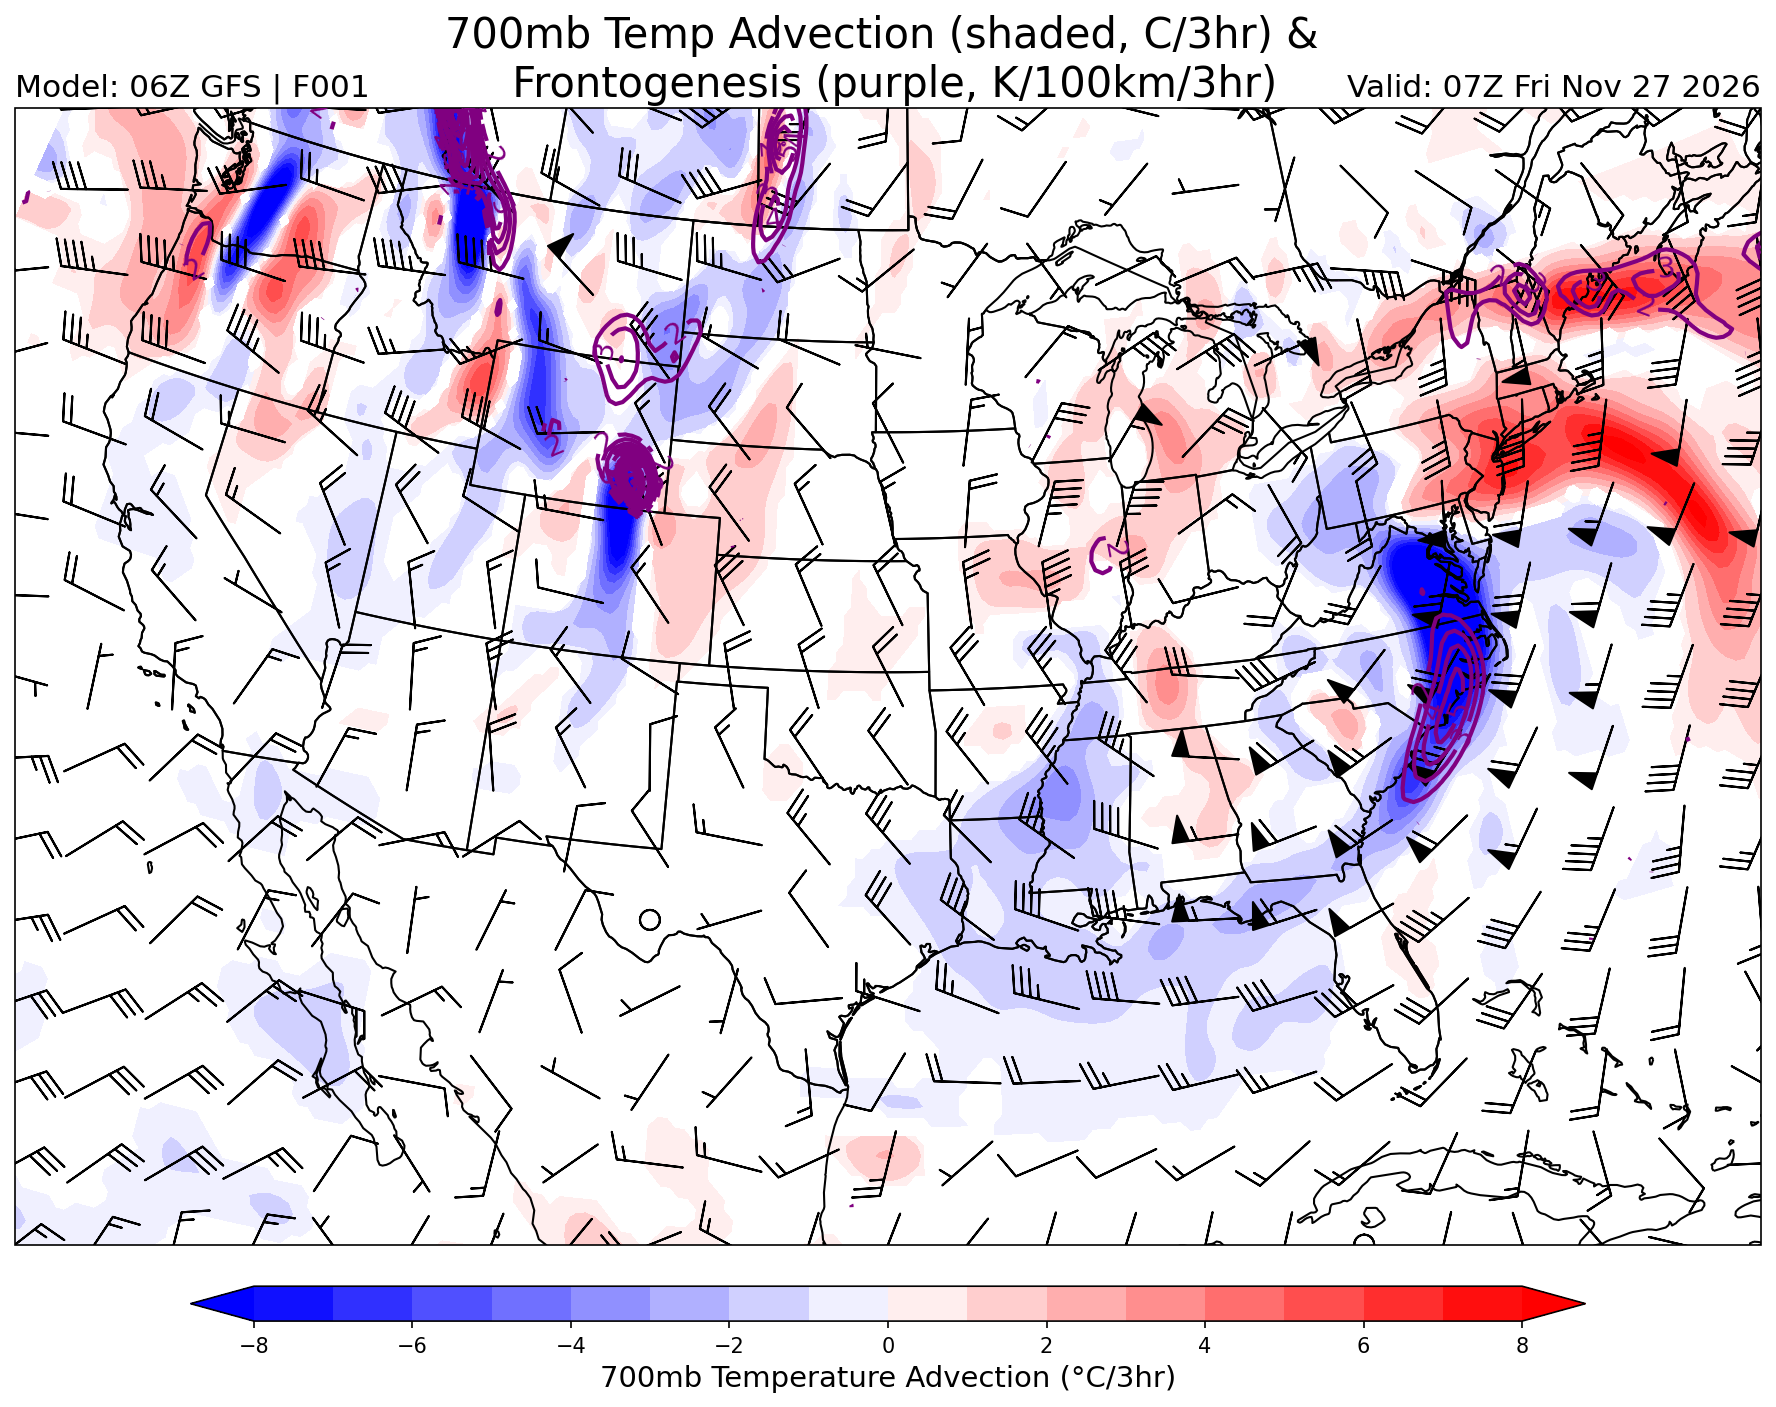 700mb Temp Advection (shaded, C/3hr) &
Model: 06Z GFS | F001
Frontogenesis (purple, K/100km/3hr)
Valid: 07Z Fri Nov 27 2026
−8 −6 −4 −2 0 2 4 6 8
700mb Temperature Advection (°C/3hr)